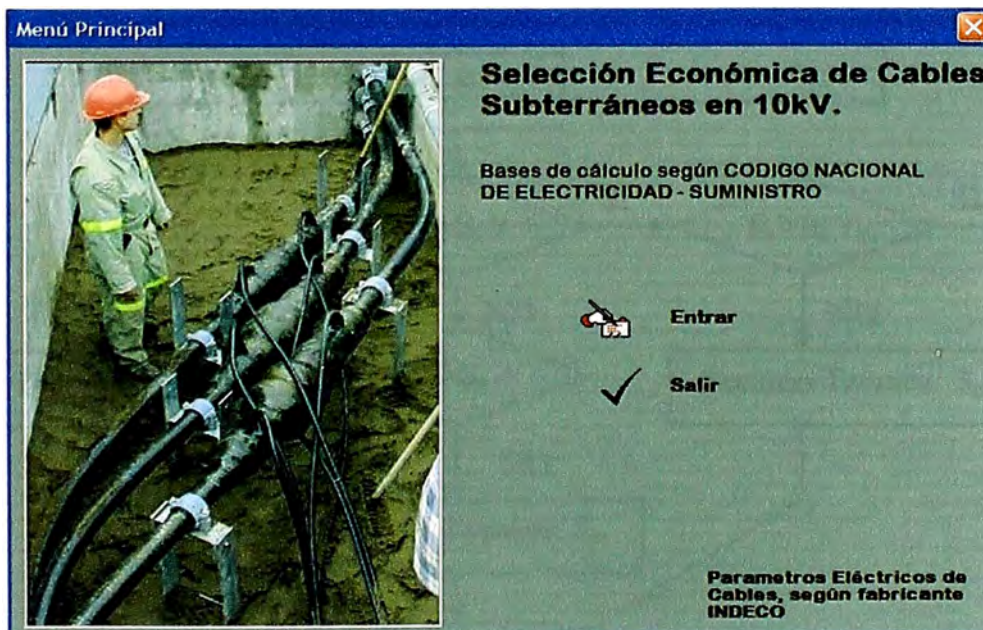 Menú Principal
Selección Económica de Cables
Subterráneos en 10kV.
Bases de cálculo según CODIGO NACIONAL
DE ELECTRICIDAD - SUMINISTRO
Entrar
Salir
Parametros Eléctricos de
Cables, según fabricante
INDECO